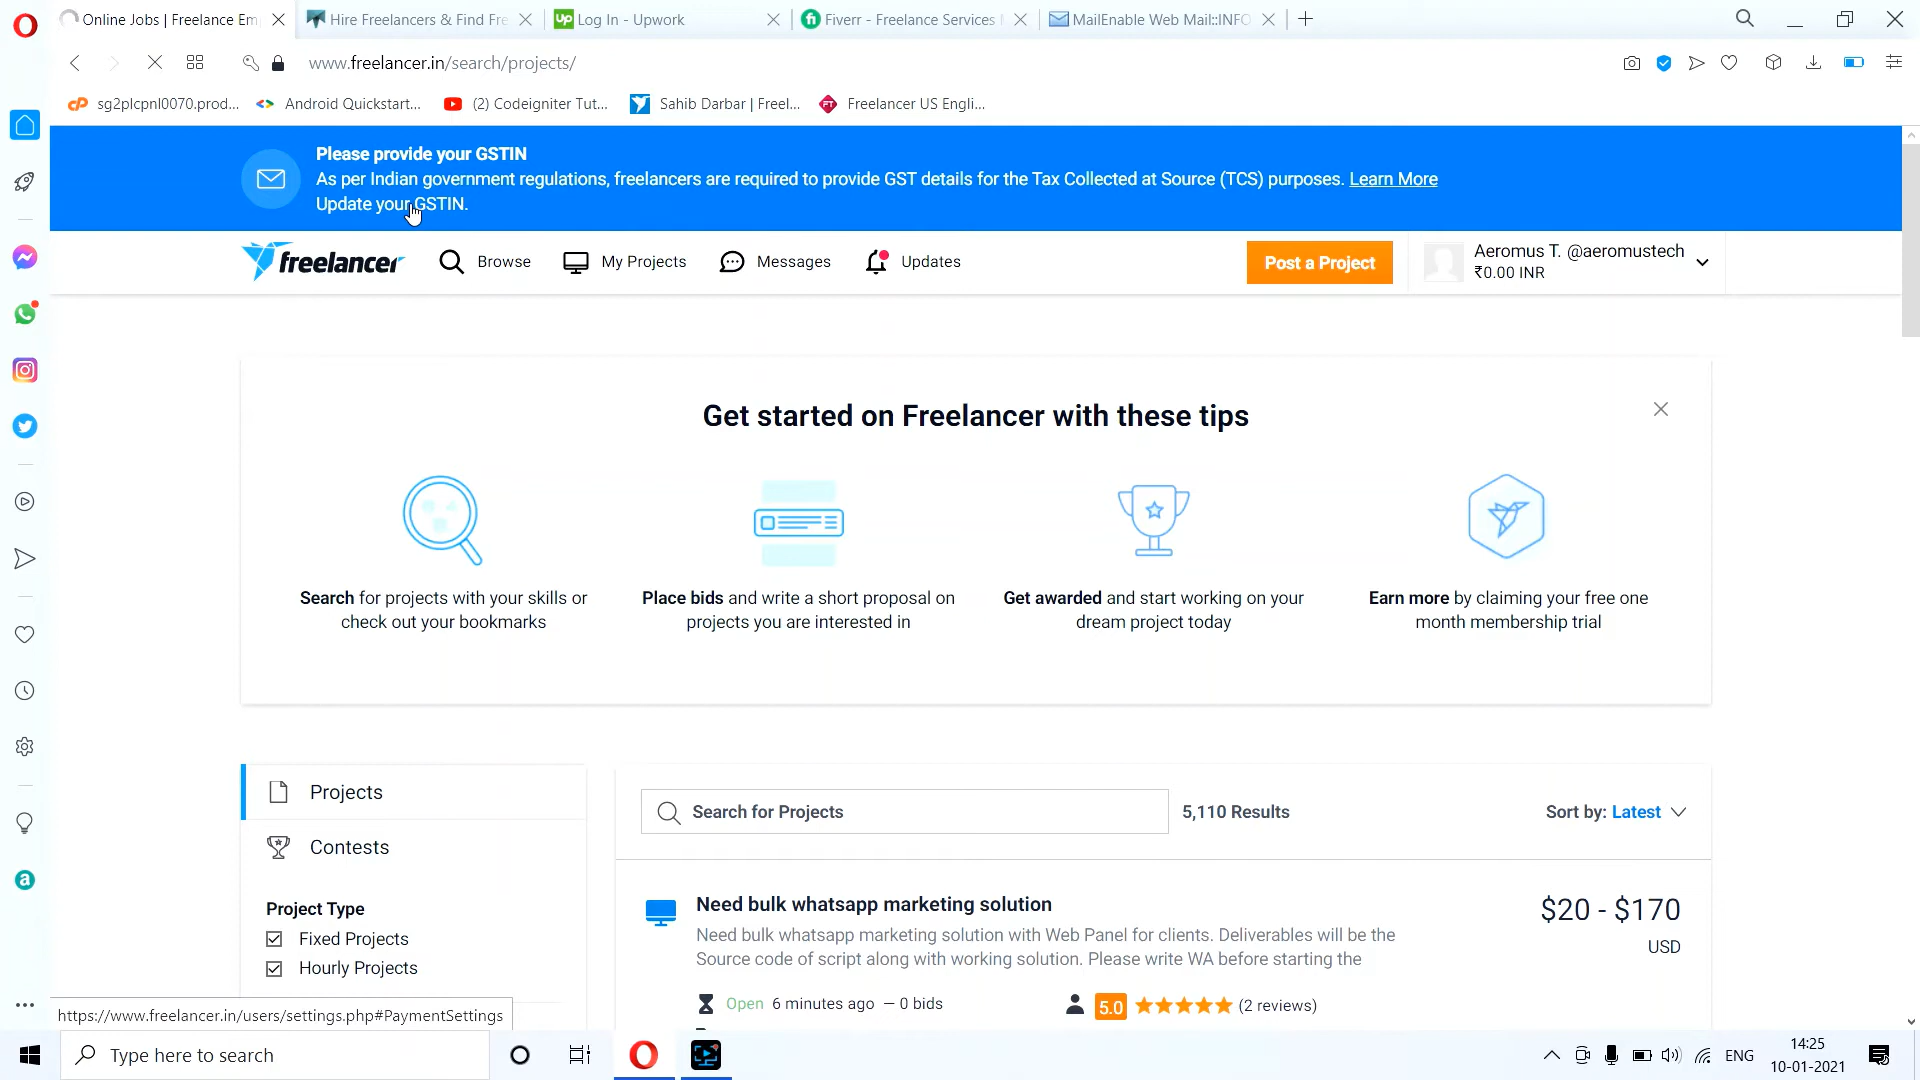 Online Jobs | Freelance Em
Hire Freelancers & Find Fre
Up Log In - Upwork
fi Fiverr - Freelance Services
MailEnable Web Mail::INFO
www.freelancer.in/search/projects/
cP sg2plcpnl0070.prod...
Android Quickstart...
(2) Codeigniter Tut...
Sahib Darbar | Freel...
FT Freelancer US Engli...
Please provide your GSTIN
As per Indian government regulations, freelancers are required to provide GST details for the Tax Collected at Source (TCS) purposes. Learn More
Update your GSTIN.
freelancer
Browse
My Projects
Messages
Updates
Post a Project
Aeromus T. @aeromustech
₹0.00 INR
Get started on Freelancer with these tips
Search for projects with your skills or
check out your bookmarks
Place bids and write a short proposal on
projects you are interested in
Get awarded and start working on your
dream project today
Earn more by claiming your free one
month membership trial
Projects
Contests
Project Type
Fixed Projects
Hourly Projects
Search for Projects
5,110 Results
Sort by: Latest
Need bulk whatsapp marketing solution
$20 - $170
USD
Need bulk whatsapp marketing solution with Web Panel for clients. Deliverables will be the
Source code of script along with working solution. Please write WA before starting the
Open 6 minutes ago — 0 bids
5.0 (2 reviews)
https://www.freelancer.in/users/settings.php#PaymentSettings
Type here to search
ENG
14:25
10-01-2021